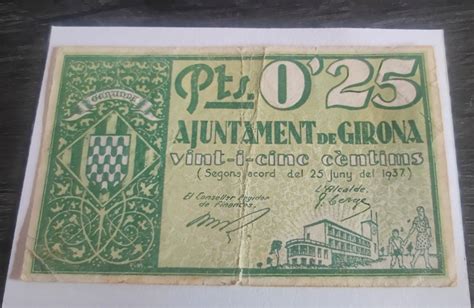 GERUNDA
Pts. 0'25
AJUNTAMENT DE GIRONA
vint-i-cinc cèntims
(Segons acord del 25 juny del 1937)
El Conseller Regidor
de Finances,
L'Alcalde,